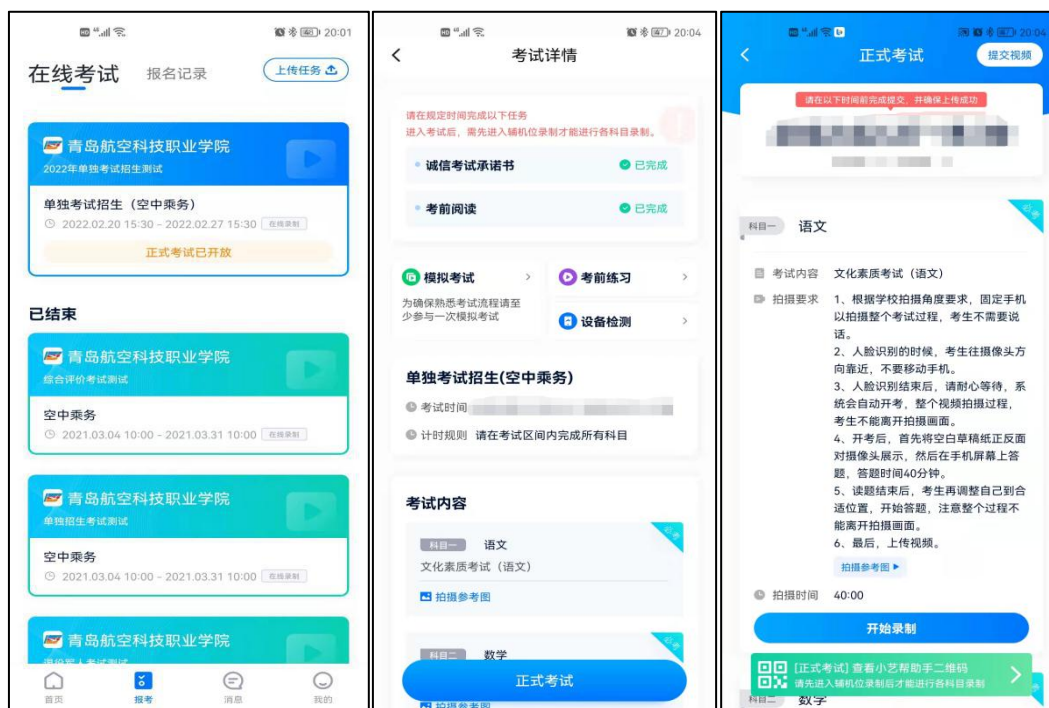 20:01
在线考试 报名记录 上传任务
青岛航空科技职业学院
2022年单独考试招生测试
单独考试招生（空中乘务）
2022.02.20 15:30 - 2022.02.27 15:30 在线录制
正式考试已开放
已结束
青岛航空科技职业学院
综合评价考试测试
空中乘务
2021.03.04 10:00 - 2021.03.31 10:00 在线录制
青岛航空科技职业学院
单独招生考试测试
空中乘务
2021.03.04 10:00 - 2021.03.31 10:00 在线录制
青岛航空科技职业学院
首页 报考 消息 我的
20:04
考试详情
请在规定时间完成以下任务
进入考试后，需先进入辅机位录制才能进行各科目录制。
诚信考试承诺书 已完成
考前阅读 已完成
模拟考试
为确保熟悉考试流程请至
少参与一次模拟考试
考前练习
设备检测
单独考试招生(空中乘务)
考试时间
计时规则 请在考试区间内完成所有科目
考试内容
必考
科目一 语文
文化素质考试（语文）
拍摄参考图
必考
科目二 数学
正式考试
拍摄参考图
20:04
正式考试 提交视频
请在以下时间前完成提交，并确保上传成功
必考
科目一 语文
考试内容 文化素质考试（语文）
拍摄要求 1、根据学校拍摄角度要求，固定手机
以拍摄整个考试过程，考生不需要说
话。
2、人脸识别的时候，考生往摄像头方
向靠近，不要移动手机。
3、人脸识别结束后，请耐心等待，系
统会自动开考，整个视频拍摄过程，
考生不能离开拍摄画面。
4、开考后，首先将空白草稿纸正反面
对摄像头展示，然后在手机屏幕上答
题，答题时间40分钟。
5、读题结束后，考生再调整自己到合
适位置，开始答题，注意整个过程不
能离开拍摄画面。
6、最后，上传视频。
拍摄参考图
拍摄时间 40:00
开始录制
[正式考试] 查看小艺帮助手二维码
请先进入辅机位录制后才能进行各科目录制
科目二 数学